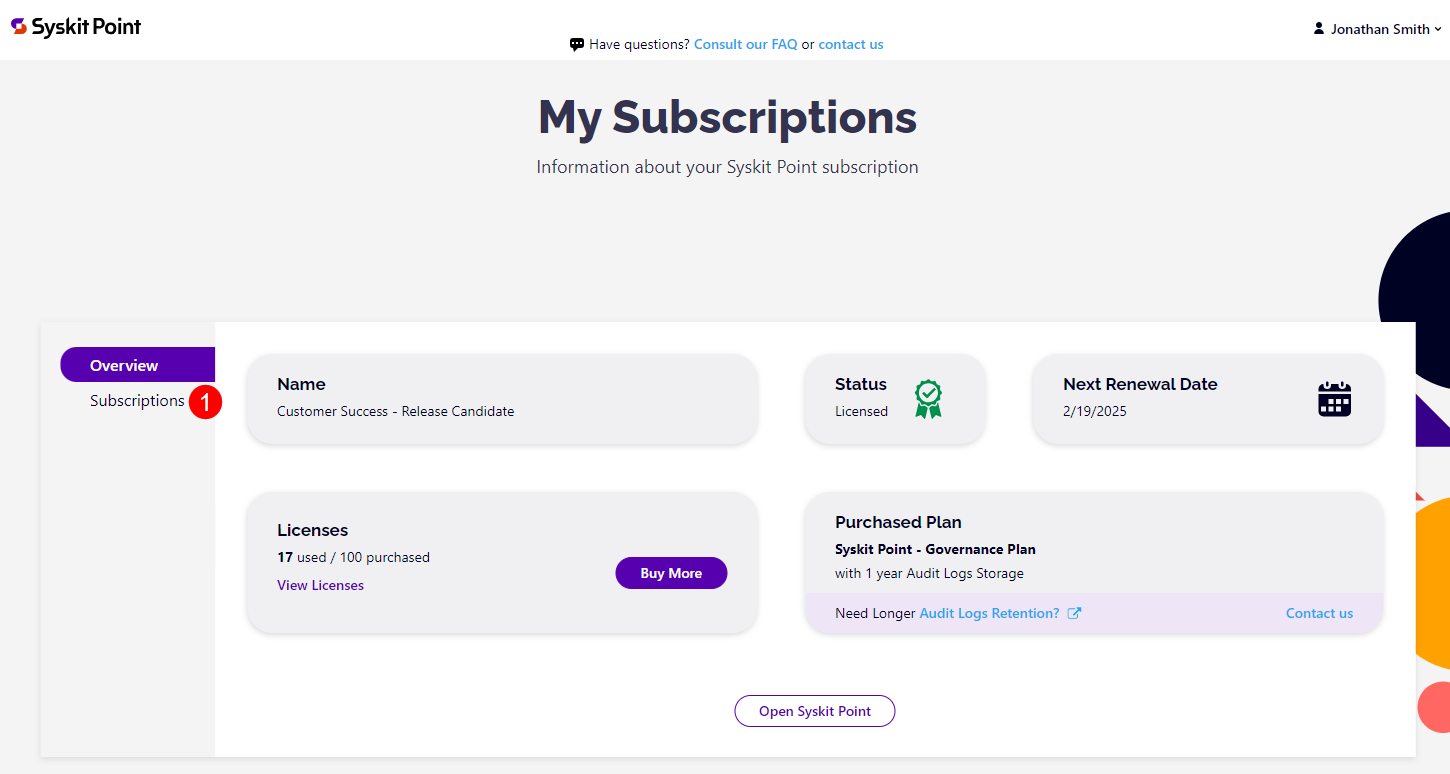 Syskit Point
Have questions? Consult our FAQ or contact us
Jonathan Smith
My Subscriptions
Information about your Syskit Point subscription
Overview
Subscriptions 1
Name
Customer Success - Release Candidate
Status
Licensed
Next Renewal Date
2/19/2025
Licenses
17 used / 100 purchased
View Licenses
Buy More
Purchased Plan
Syskit Point - Governance Plan
with 1 year Audit Logs Storage
Need Longer Audit Logs Retention?
Contact us
Open Syskit Point